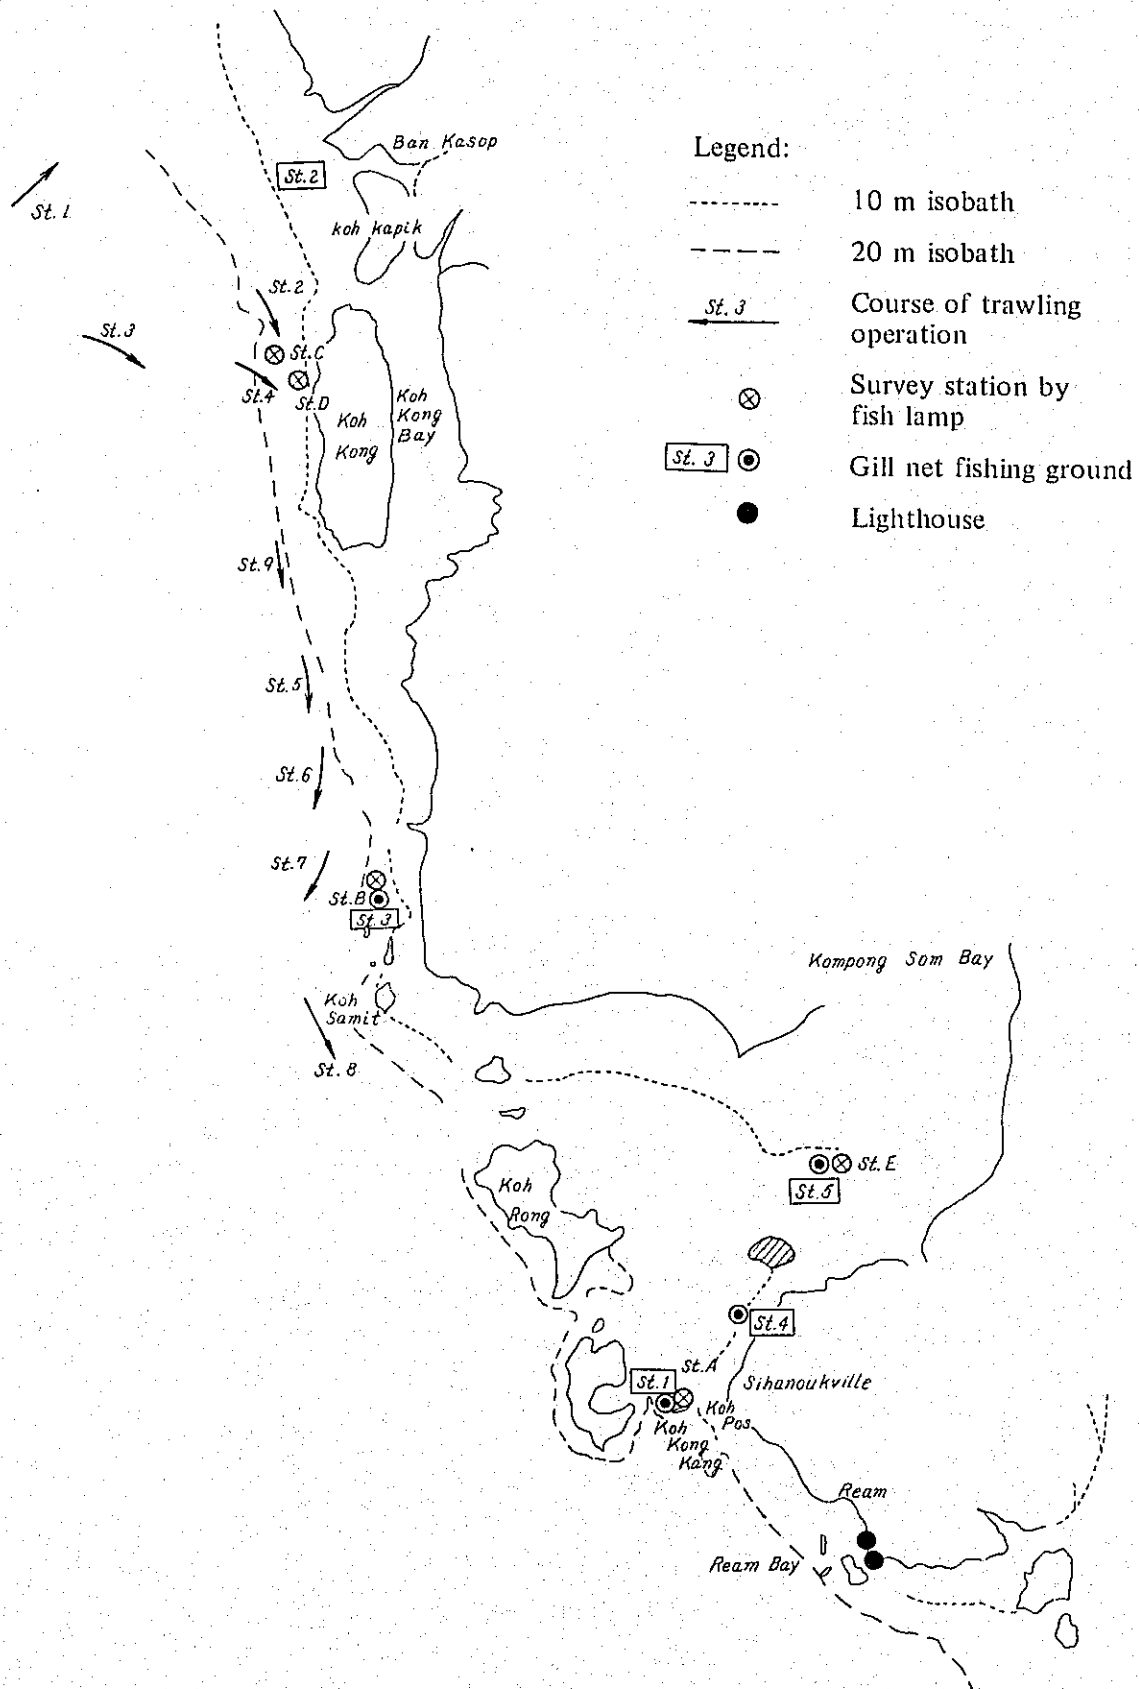 Ban Kasop
Legend:
St. 2
10 m isobath
St. 1
koh kapik
20 m isobath
St. 2
St. 3
Course of trawling
operation
St. 3
St. C
St. 4
St. D
Koh
Kong
Koh
Kong
Bay
Survey station by
fish lamp
St. 3
Gill net fishing ground
Lighthouse
St. 9
St. 5
St. 6
St. 7
St. B
St. 3
Kompong Som Bay
Koh
Samit
St. 8
St. E
St. 5
Koh
Rong
St. 4
St. A
St. 1
Sihanoukville
Koh
Pos
Koh
Kong
Kang
Ream
Ream Bay